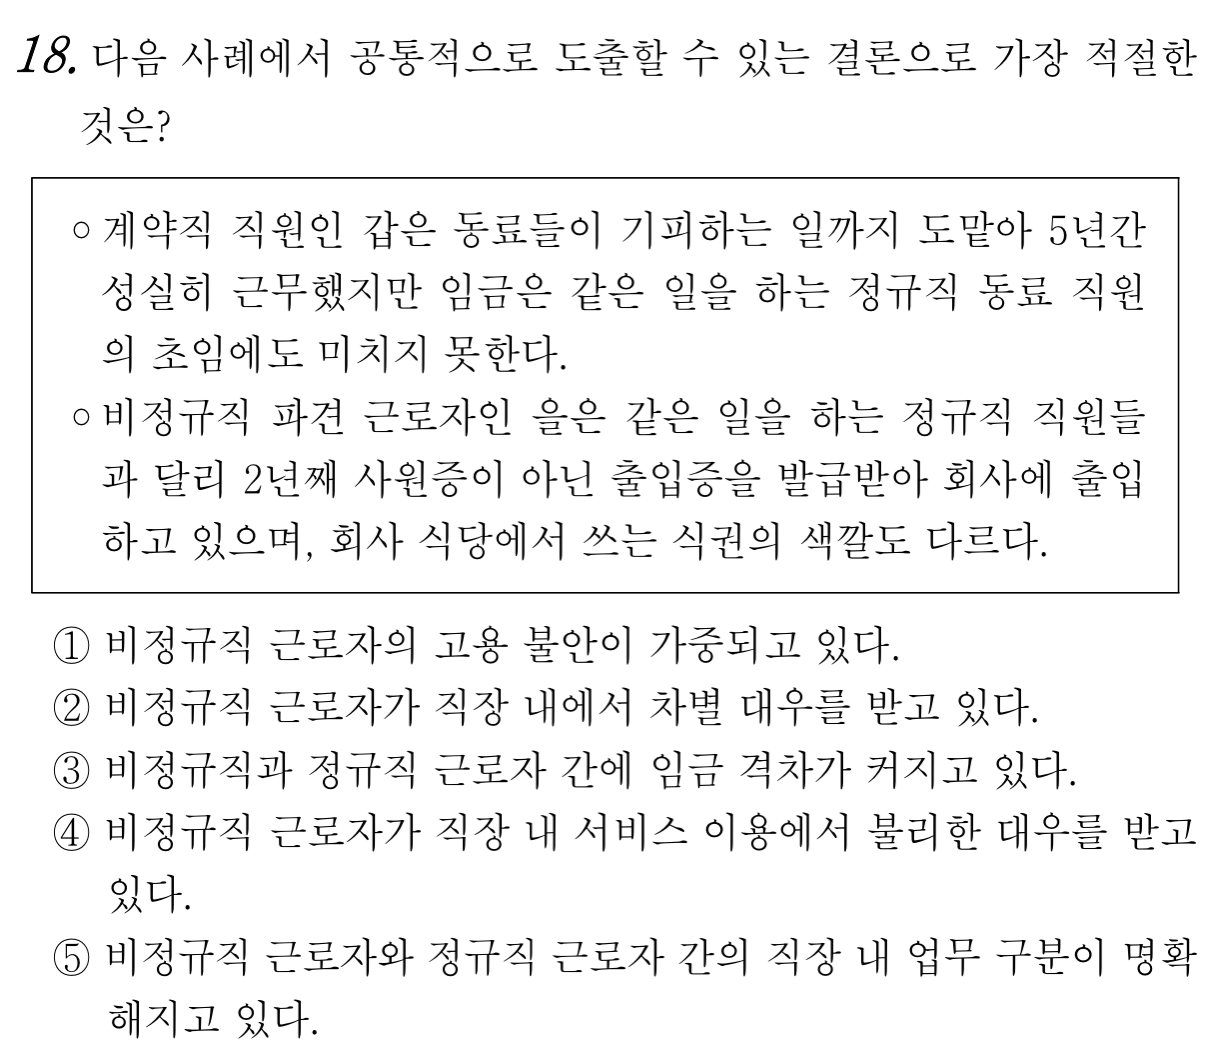 18. 다음 사례에서 공통적으로 도출할 수 있는 결론으로 가장 적절한
것은?
○ 계약직 직원인 갑은 동료들이 기피하는 일까지 도맡아 5년간
성실히 근무했지만 임금은 같은 일을 하는 정규직 동료 직원
의 초임에도 미치지 못한다.
○ 비정규직 파견 근로자인 을은 같은 일을 하는 정규직 직원들
과 달리 2년째 사원증이 아닌 출입증을 발급받아 회사에 출입
하고 있으며, 회사 식당에서 쓰는 식권의 색깔도 다르다.
① 비정규직 근로자의 고용 불안이 가중되고 있다.
② 비정규직 근로자가 직장 내에서 차별 대우를 받고 있다.
③ 비정규직과 정규직 근로자 간에 임금 격차가 커지고 있다.
④ 비정규직 근로자가 직장 내 서비스 이용에서 불리한 대우를 받고
있다.
⑤ 비정규직 근로자와 정규직 근로자 간의 직장 내 업무 구분이 명확
해지고 있다.